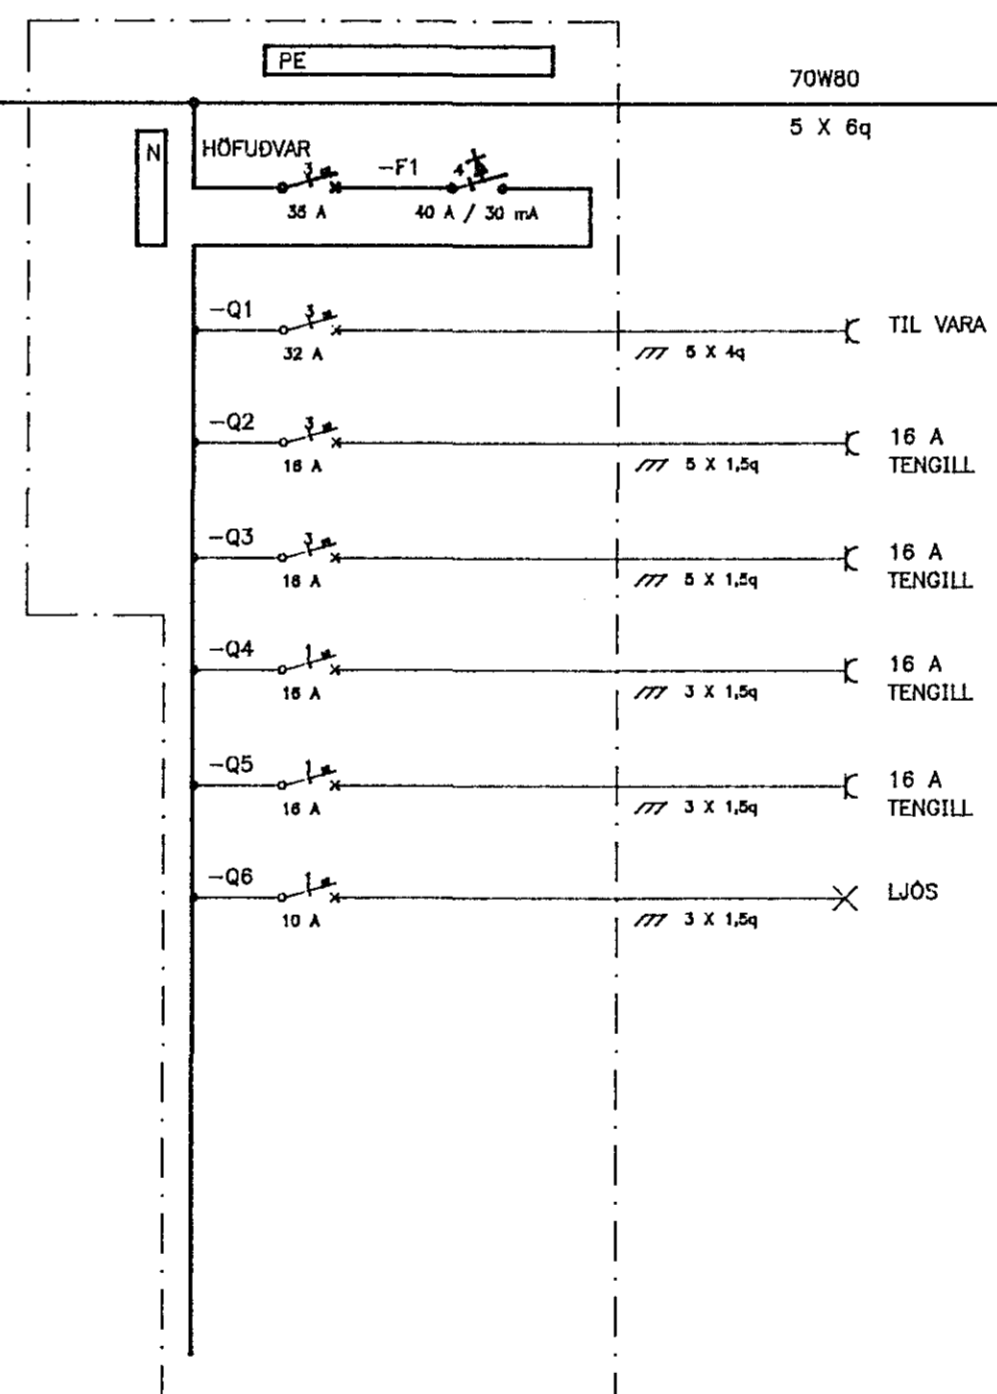 PE
70W80
5 X 6q
N
HÖFUÐVAR
3
-F1
4
35 A
40 A / 30 mA
-Q1
3
32 A
5 X 4q
TIL VARA
-Q2
3
16 A
5 X 1,5q
16 A
TENGILL
-Q3
3
16 A
5 X 1,5q
16 A
TENGILL
-Q4
1
16 A
3 X 1,5q
16 A
TENGILL
-Q5
1
16 A
3 X 1,5q
16 A
TENGILL
-Q6
1
10 A
3 X 1,5q
LJÓS